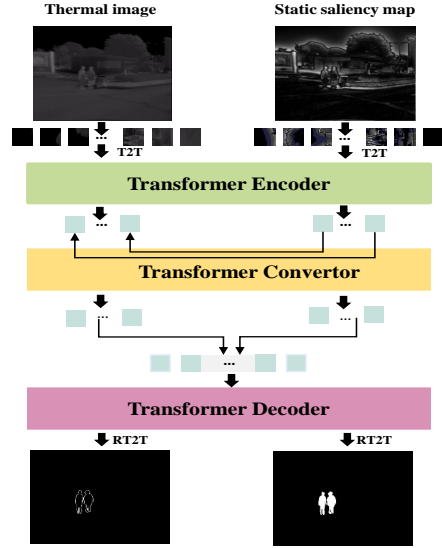 Thermal image
Static saliency map
...
...
T2T
T2T
Transformer Encoder
...
...
Transformer Convertor
...
...
...
Transformer Decoder
RT2T
RT2T